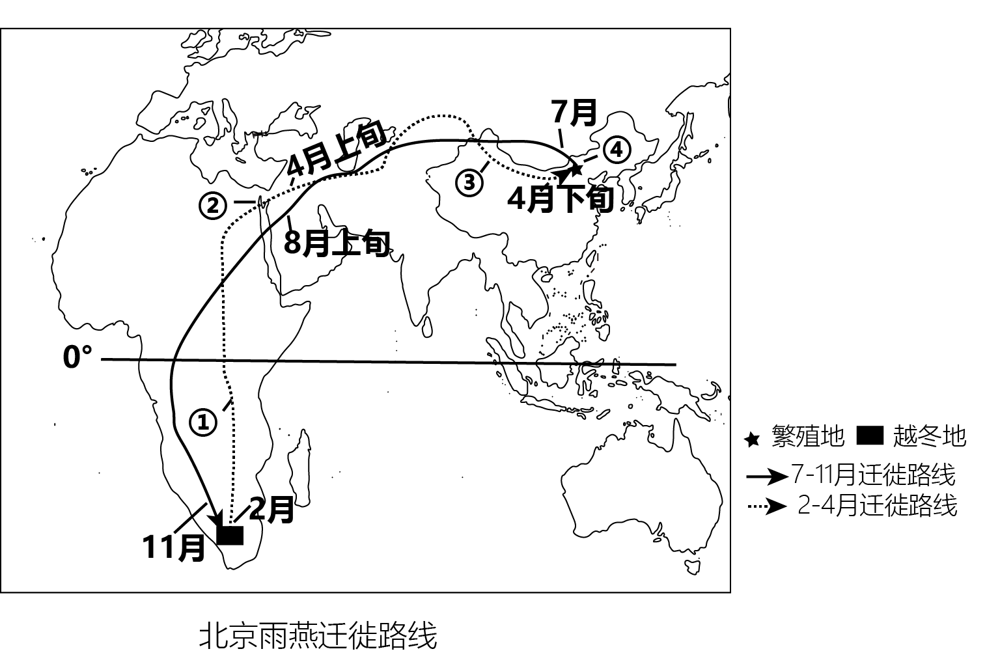 7月
④
4月上旬
③
4月下旬
②
8月上旬
0°
①
2月
11月
繁殖地 越冬地
7-11月迁徙路线
2-4月迁徙路线
北京雨燕迁徙路线